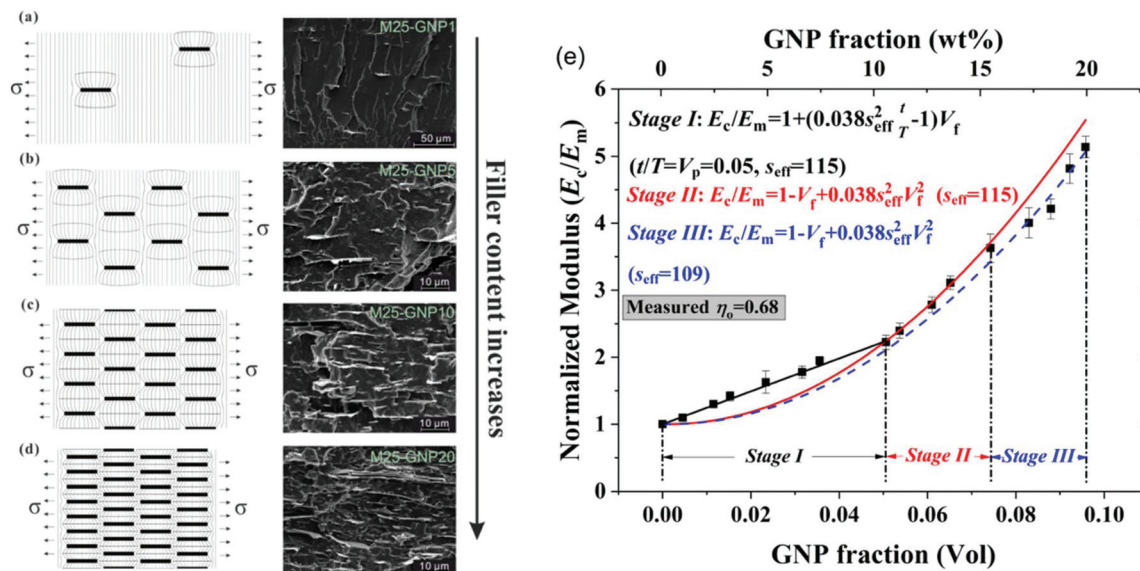 (a)
σ
σ
M25-GNP1
50 μm
(b)
σ
σ
M25-GNP5
10 μm
(c)
σ
σ
M25-GNP10
10 μm
(d)
σ
σ
M25-GNP20
10 μm
Filler content increases
(e)
GNP fraction (wt%)
0 5 10 15 20
Normalized Modulus (Ec/Em)
6
5
4
3
2
1
0
Stage I: Ec/Em=1+(0.038s²eff t/T-1)Vf
(t/T=Vp=0.05, seff=115)
Stage II: Ec/Em=1-Vf+0.038s²effV²f (seff=115)
Stage III: Ec/Em=1-Vf+0.038s²effV²f
(seff=109)
Measured ηo=0.68
Stage I Stage II Stage III
0.00 0.02 0.04 0.06 0.08 0.10
GNP fraction (Vol)